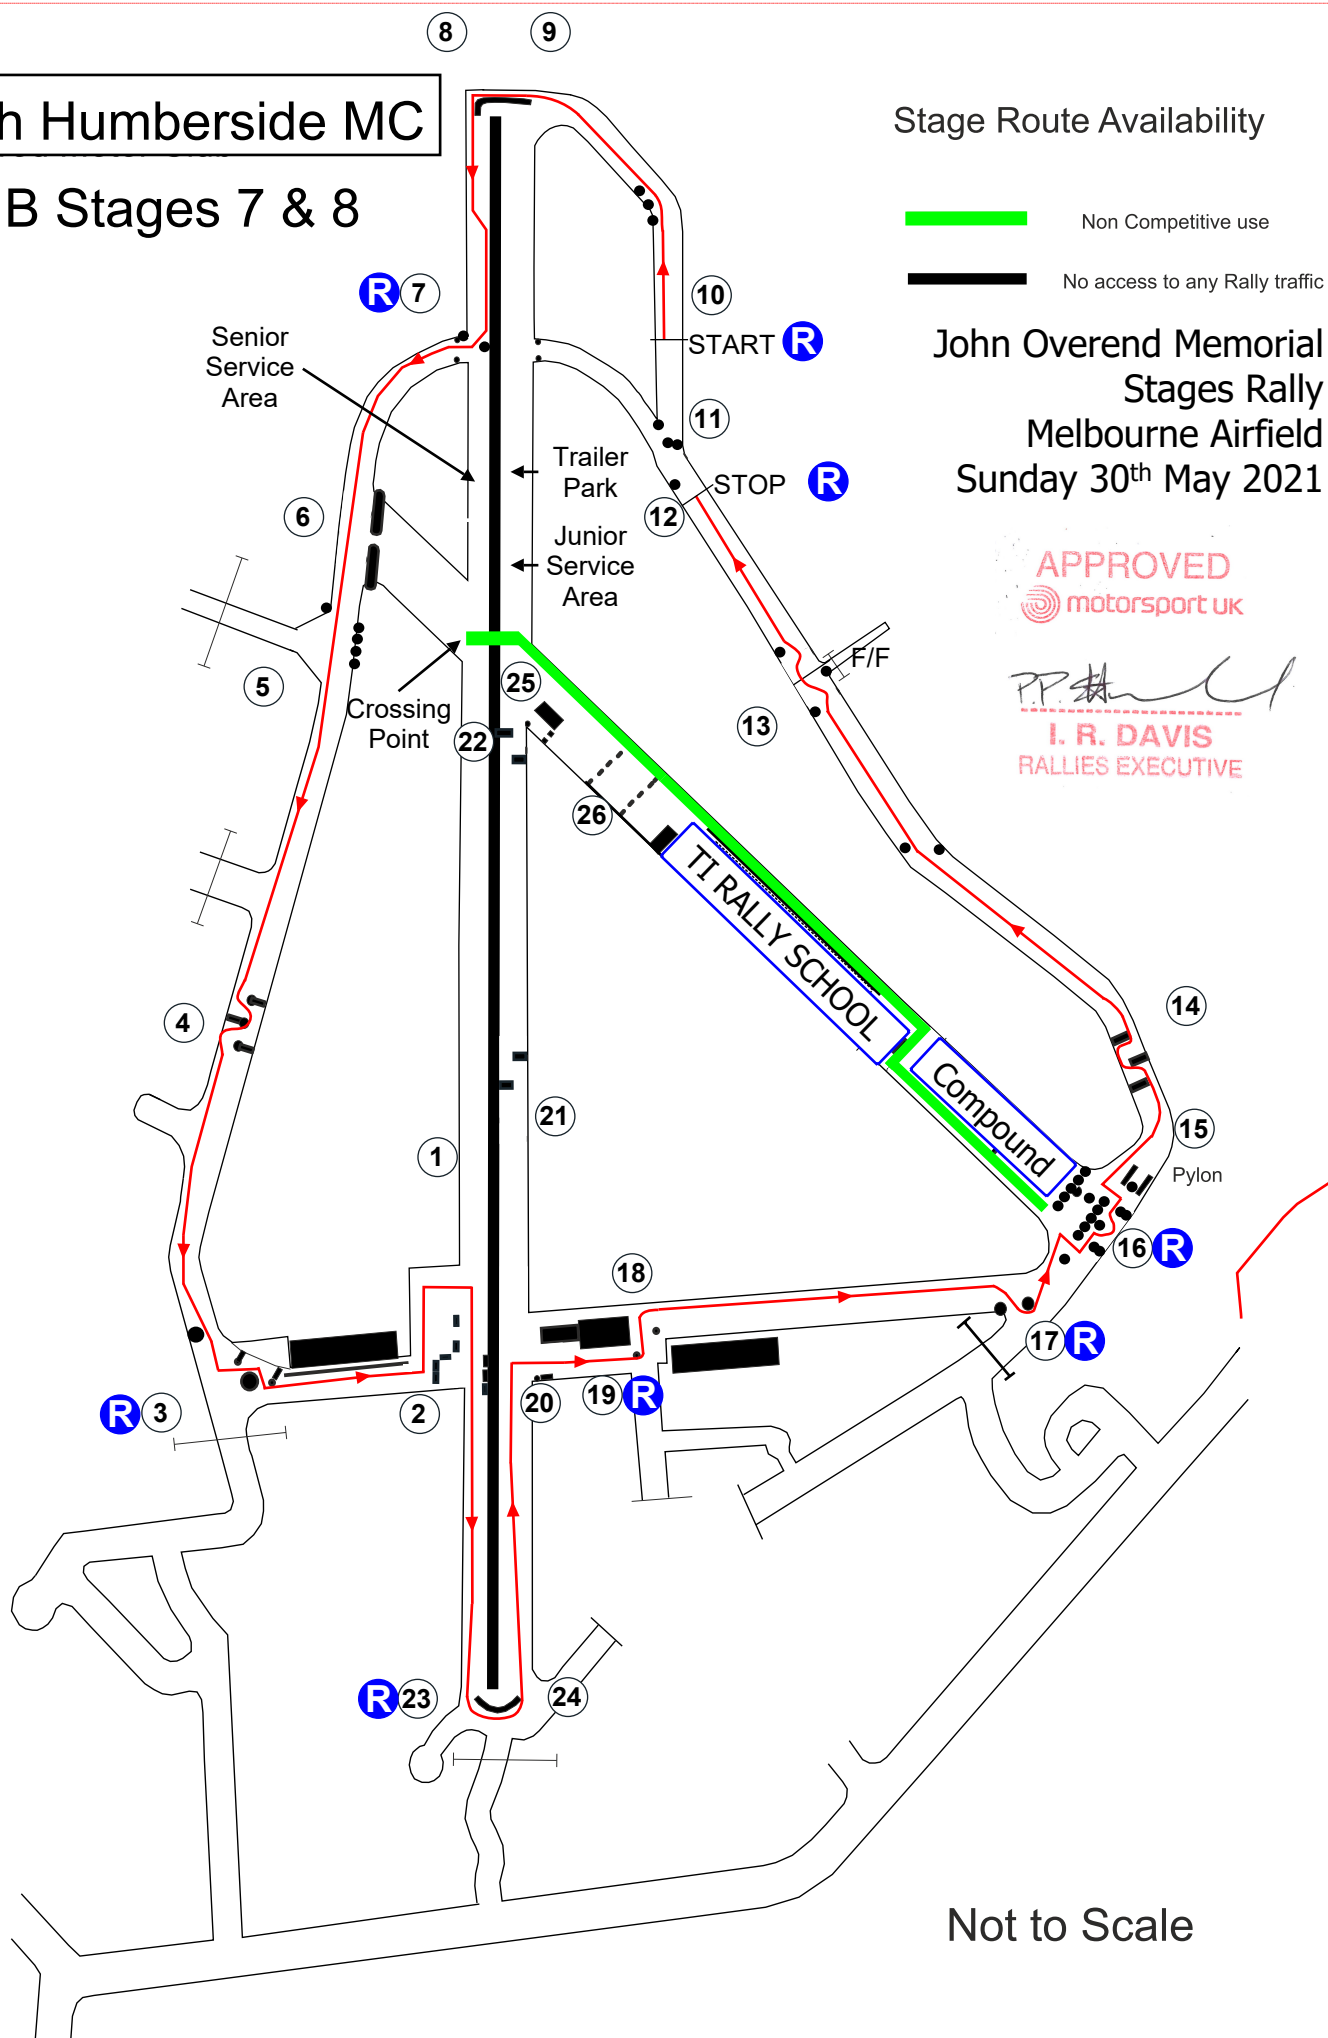 8
9
h Humberside MC
B Stages 7 & 8
Stage Route Availability
Non Competitive use
No access to any Rally traffic
John Overend Memorial
Stages Rally
Melbourne Airfield
Sunday 30th May 2021
APPROVED
motorsport UK
P.P.
I. R. DAVIS
RALLIES EXECUTIVE
R 7
10
START R
Senior
Service
Area
11
Trailer
Park
STOP R
12
6
Junior
Service
Area
F/F
5
25
Crossing
Point
22
13
26
TI RALLY SCHOOL
4
14
Compound
21
15
1
Pylon
16 R
18
17 R
R 3
2
20
19 R
R 23
24
Not to Scale